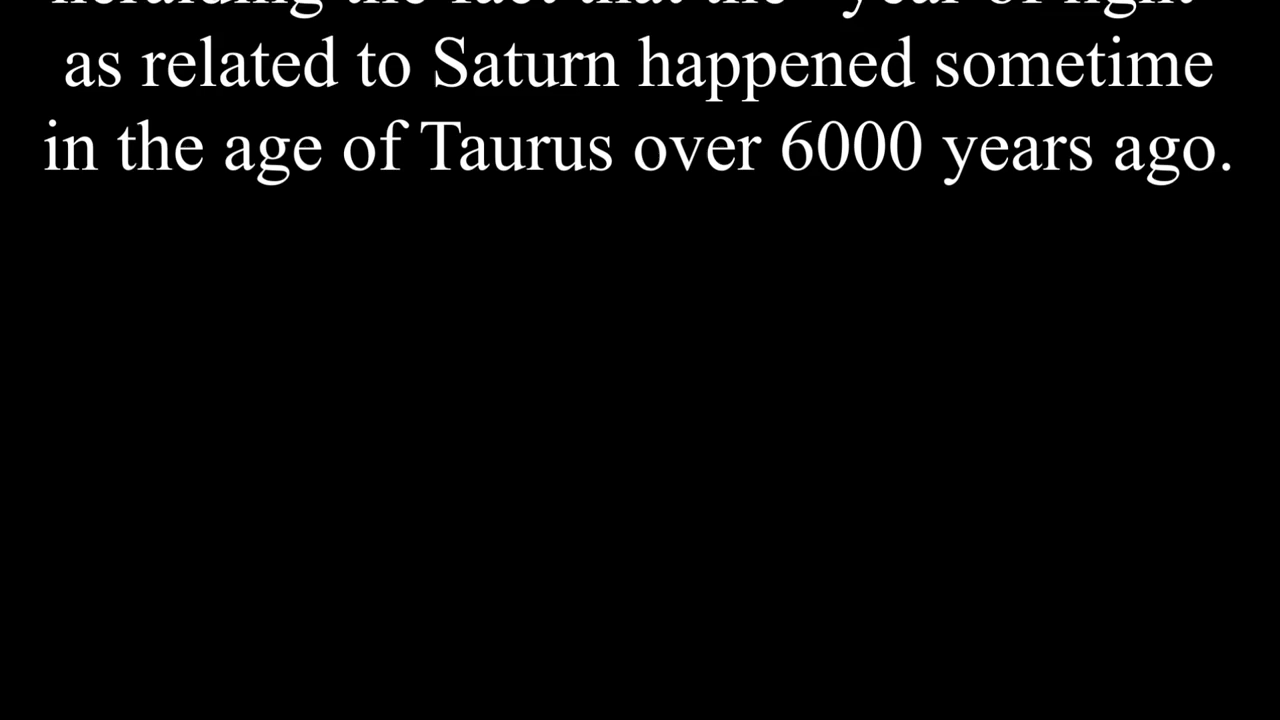 heralding the fact that the "year of light"
as related to Saturn happened sometime
in the age of Taurus over 6000 years ago.